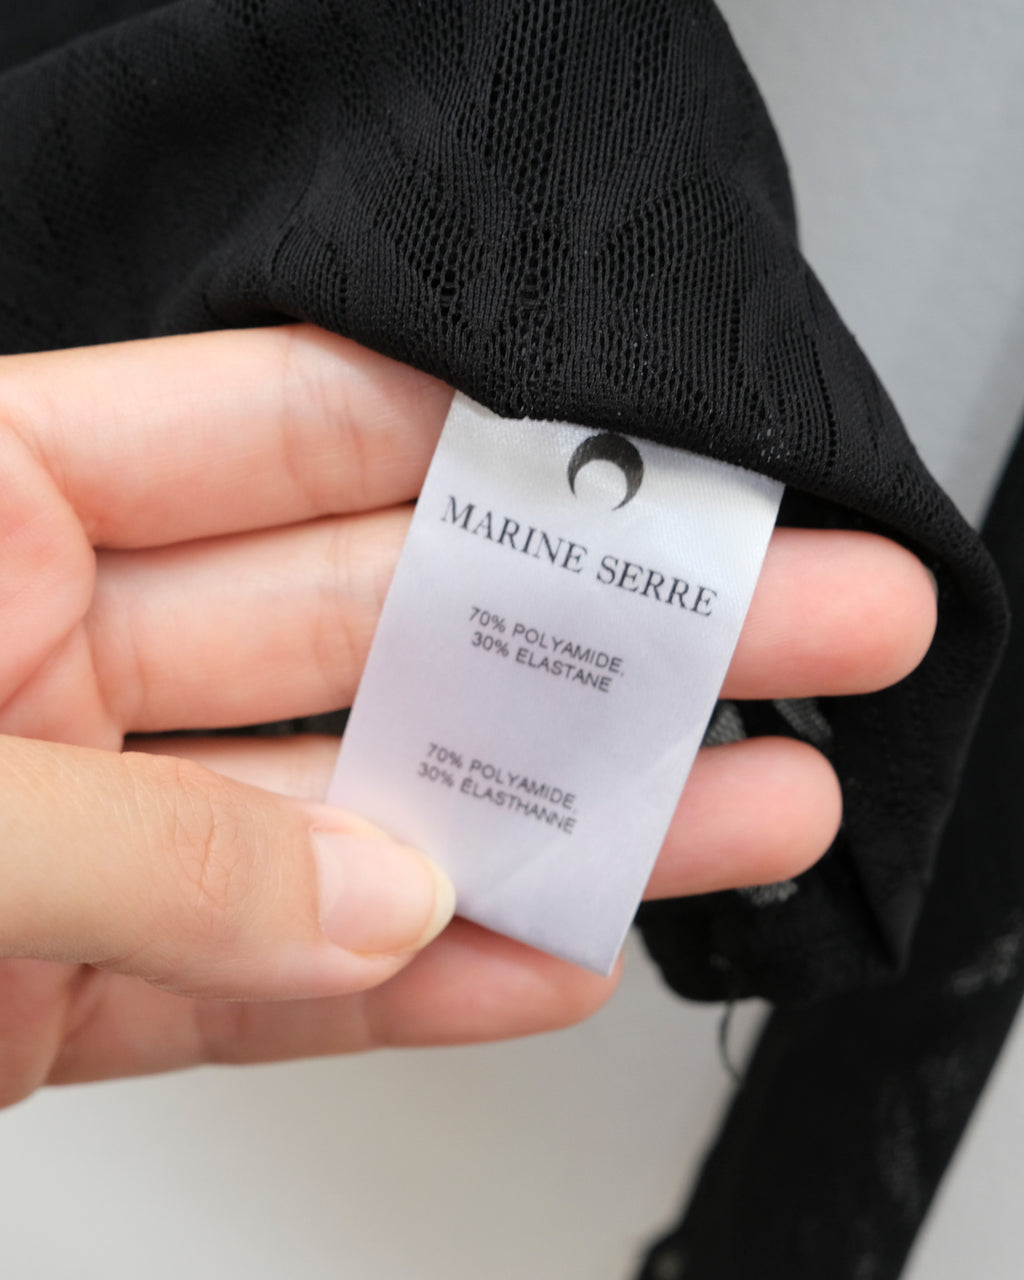 MARINE SERRE
70% POLYAMIDE,
30% ELASTANE
70% POLYAMIDE,
30% ÉLASTHANNE